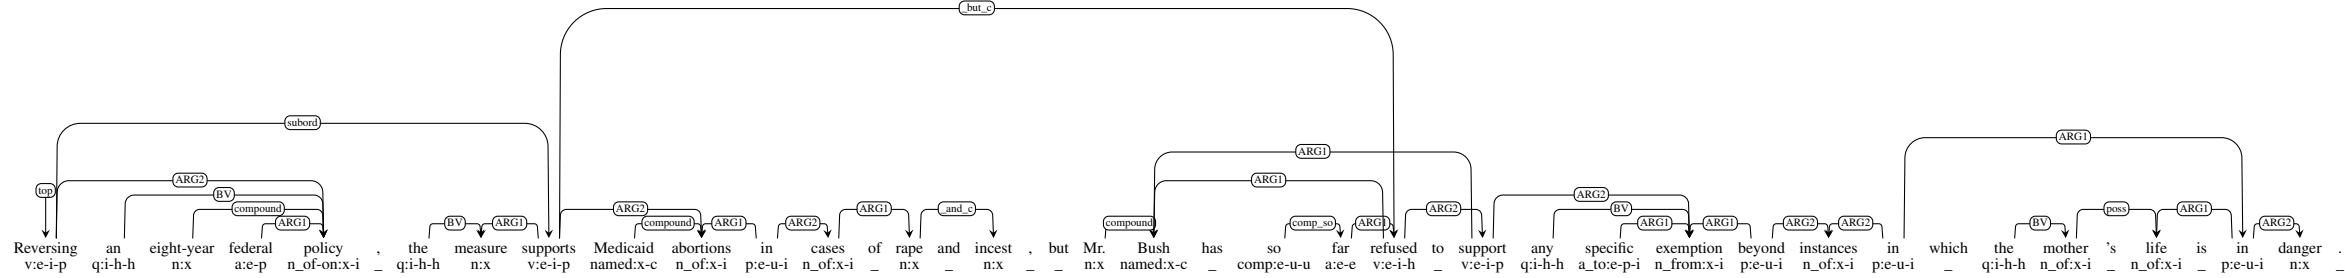 _but_c
subord
ARG1
ARG1
top
ARG2
ARG1
BV
ARG2
compound
ARG2
ARG1
_and_c
BV
poss
ARG1
BV
ARG1
compound
ARG1
ARG2
compound
comp_so
ARG1
ARG2
ARG1
ARG1
ARG2
ARG2
BV
ARG1
ARG2
Reversing an eight-year federal policy , the measure supports Medicaid abortions in cases of rape and incest , but Mr. Bush has so far refused to support any specific exemption beyond instances in which the mother 's life is in danger .
v:e-i-p q:i-h-h n:x a:e-p n_of-on:x-i _ q:i-h-h n:x v:e-i-p named:x-c n_of:x-i p:e-u-i n_of:x-i _ n:x _ n:x _ _ n:x named:x-c _ comp:e-u-u a:e-e v:e-i-h _ v:e-i-p q:i-h-h a_to:e-p-i n_from:x-i p:e-u-i n_of:x-i p:e-u-i _ q:i-h-h n_of:x-i _ n_of:x-i _ p:e-u-i n:x _